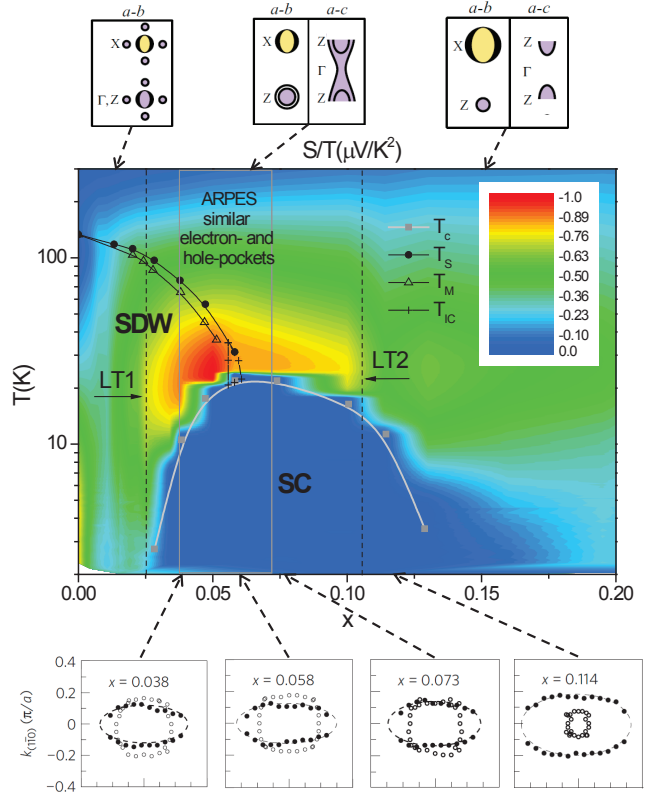 a-b
X
Γ,Z
a-b a-c
X Z
Γ
Z Z
a-b a-c
X Z
Γ
Z Z
S/T(μV/K²)
ARPES
similar
electron- and
hole-pockets
T_c
T_S
T_M
T_IC
-1.0
-0.89
-0.76
-0.63
-0.50
-0.36
-0.23
-0.10
0.0
SDW
LT1
LT2
SC
T(K)
100
10
0.00 0.05 0.10 0.15 0.20
x
x = 0.038
x = 0.058
x = 0.073
x = 0.114
k_(1\bar{1}0) (π/a)
0.4
0.2
0
-0.2
-0.4